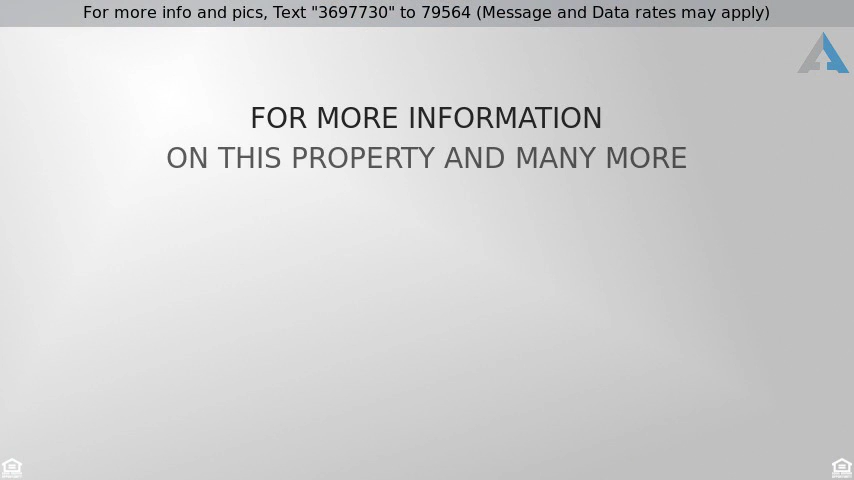 For more info and pics, Text "3697730" to 79564 (Message and Data rates may apply)
FOR MORE INFORMATION
ON THIS PROPERTY AND MANY MORE